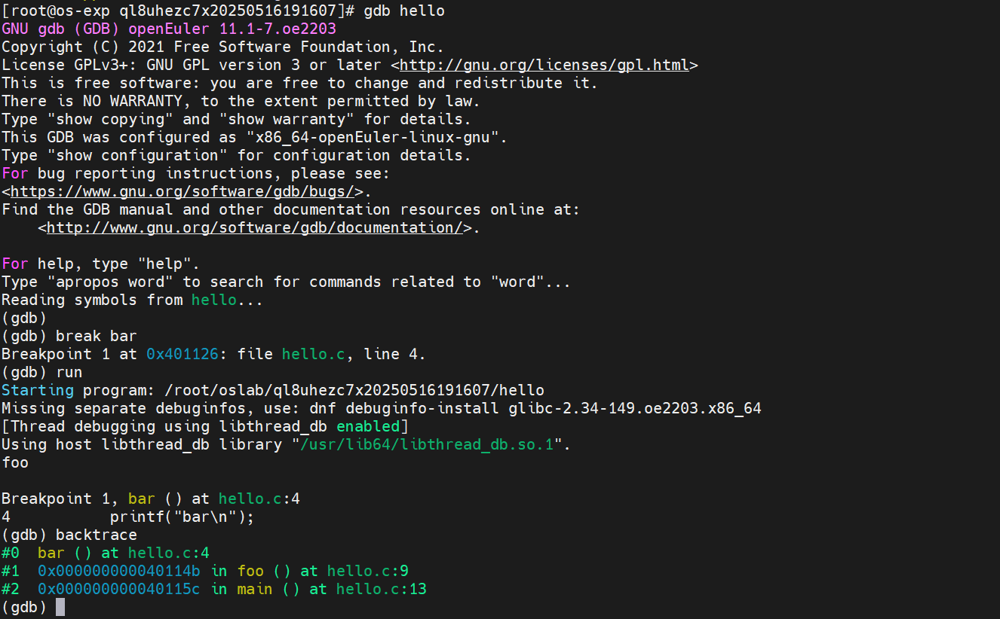 [root@os-exp ql8uhezc7x20250516191607]# gdb hello
GNU gdb (GDB) openEuler 11.1-7.oe2203
Copyright (C) 2021 Free Software Foundation, Inc.
License GPLv3+: GNU GPL version 3 or later <http://gnu.org/licenses/gpl.html>
This is free software: you are free to change and redistribute it.
There is NO WARRANTY, to the extent permitted by law.
Type "show copying" and "show warranty" for details.
This GDB was configured as "x86_64-openEuler-linux-gnu".
Type "show configuration" for configuration details.
For bug reporting instructions, please see:
<https://www.gnu.org/software/gdb/bugs/>.
Find the GDB manual and other documentation resources online at:
    <http://www.gnu.org/software/gdb/documentation/>.

For help, type "help".
Type "apropos word" to search for commands related to "word"...
Reading symbols from hello...
(gdb)
(gdb) break bar
Breakpoint 1 at 0x401126: file hello.c, line 4.
(gdb) run
Starting program: /root/oslab/ql8uhezc7x20250516191607/hello
Missing separate debuginfos, use: dnf debuginfo-install glibc-2.34-149.oe2203.x86_64
[Thread debugging using libthread_db enabled]
Using host libthread_db library "/usr/lib64/libthread_db.so.1".
foo

Breakpoint 1, bar () at hello.c:4
4           printf("bar\n");
(gdb) backtrace
#0  bar () at hello.c:4
#1  0x000000000040114b in foo () at hello.c:9
#2  0x000000000040115c in main () at hello.c:13
(gdb)